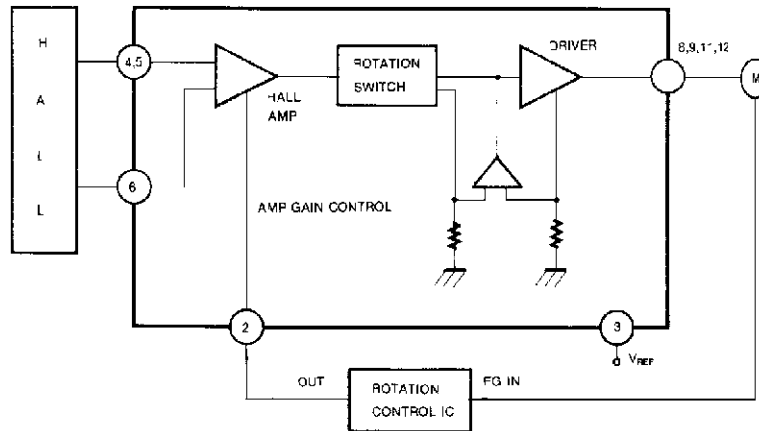 H
A
L
L
4,5
6
HALL
AMP
ROTATION
SWITCH
DRIVER
8,9,11,12
M
AMP GAIN CONTROL
2
3
VREF
OUT
ROTATION
CONTROL IC
FG IN